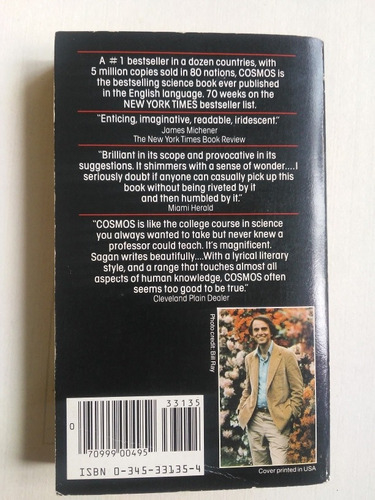 A #1 bestseller in a dozen countries, with
5 million copies sold in 80 nations, COSMOS is
the bestselling science book ever published
in the English language. 70 weeks on the
NEW YORK TIMES bestseller list.
"Enticing, imaginative, readable, iridescent."
James Michener
The New York Times Book Review
"Brilliant in its scope and provocative in its
suggestions. It shimmers with a sense of wonder....I
seriously doubt if anyone can casually pick up this
book without being riveted by it
and then humbled by it."
Miami Herald
"COSMOS is like the college course in science
you always wanted to take but never knew a
professor could teach. It's magnificent.
Sagan writes beautifully....With a lyrical literary
style, and a range that touches almost all
aspects of human knowledge, COSMOS often
seems too good to be true."
Cleveland Plain Dealer
Photo credit: Bill Ray
33135
0
70999 00495
ISBN 0-345-33135-4
Cover printed in USA